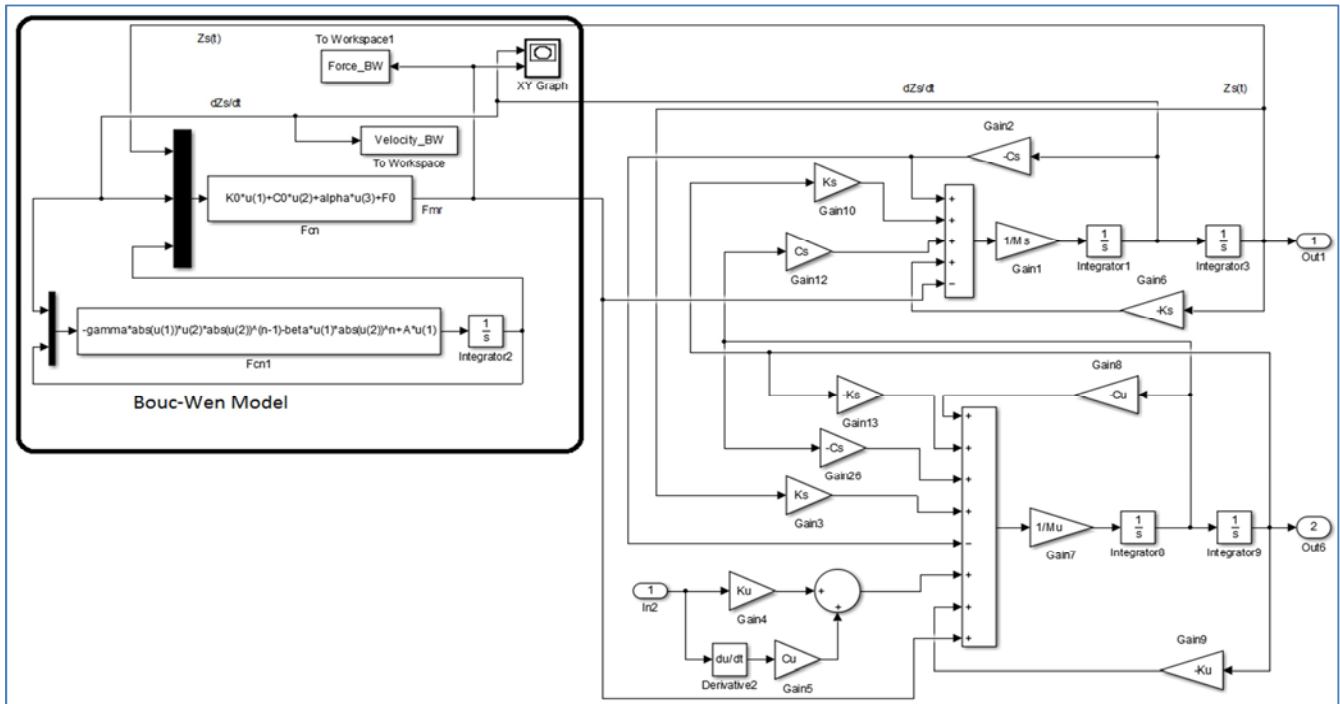 Zs(t)
To Workspace1
Force_BW
XY Graph
dZs/dt
Velocity_BW
To Workspace
K0*u(1)+C0*u(2)+alpha*u(3)+F0
Fmr
Fcn
-gamma*abs(u(1))*u(2)*abs(u(2))^(n-1)-beta*u(1)*abs(u(2))^n+A*u(1)
Fcn1
1
s
Integrator2
Bouc-Wen Model
dZs/dt
Zs(t)
Gain2
-Cs
Ks
Gain10
+
+
+
+
−
Cs
Gain12
1/Ms
Gain1
1
s
Integrator1
1
s
Integrator3
1
Out1
Gain6
-Ks
Gain8
-Cu
-Ks
Gain13
-Cs
Gain26
Ks
Gain3
+
+
+
+
−
+
+
+
1/Mu
Gain7
1
s
Integrator8
1
s
Integrator9
2
Out6
1
In2
Ku
Gain4
+
+
du/dt
Derivative2
Cu
Gain5
Gain9
-Ku